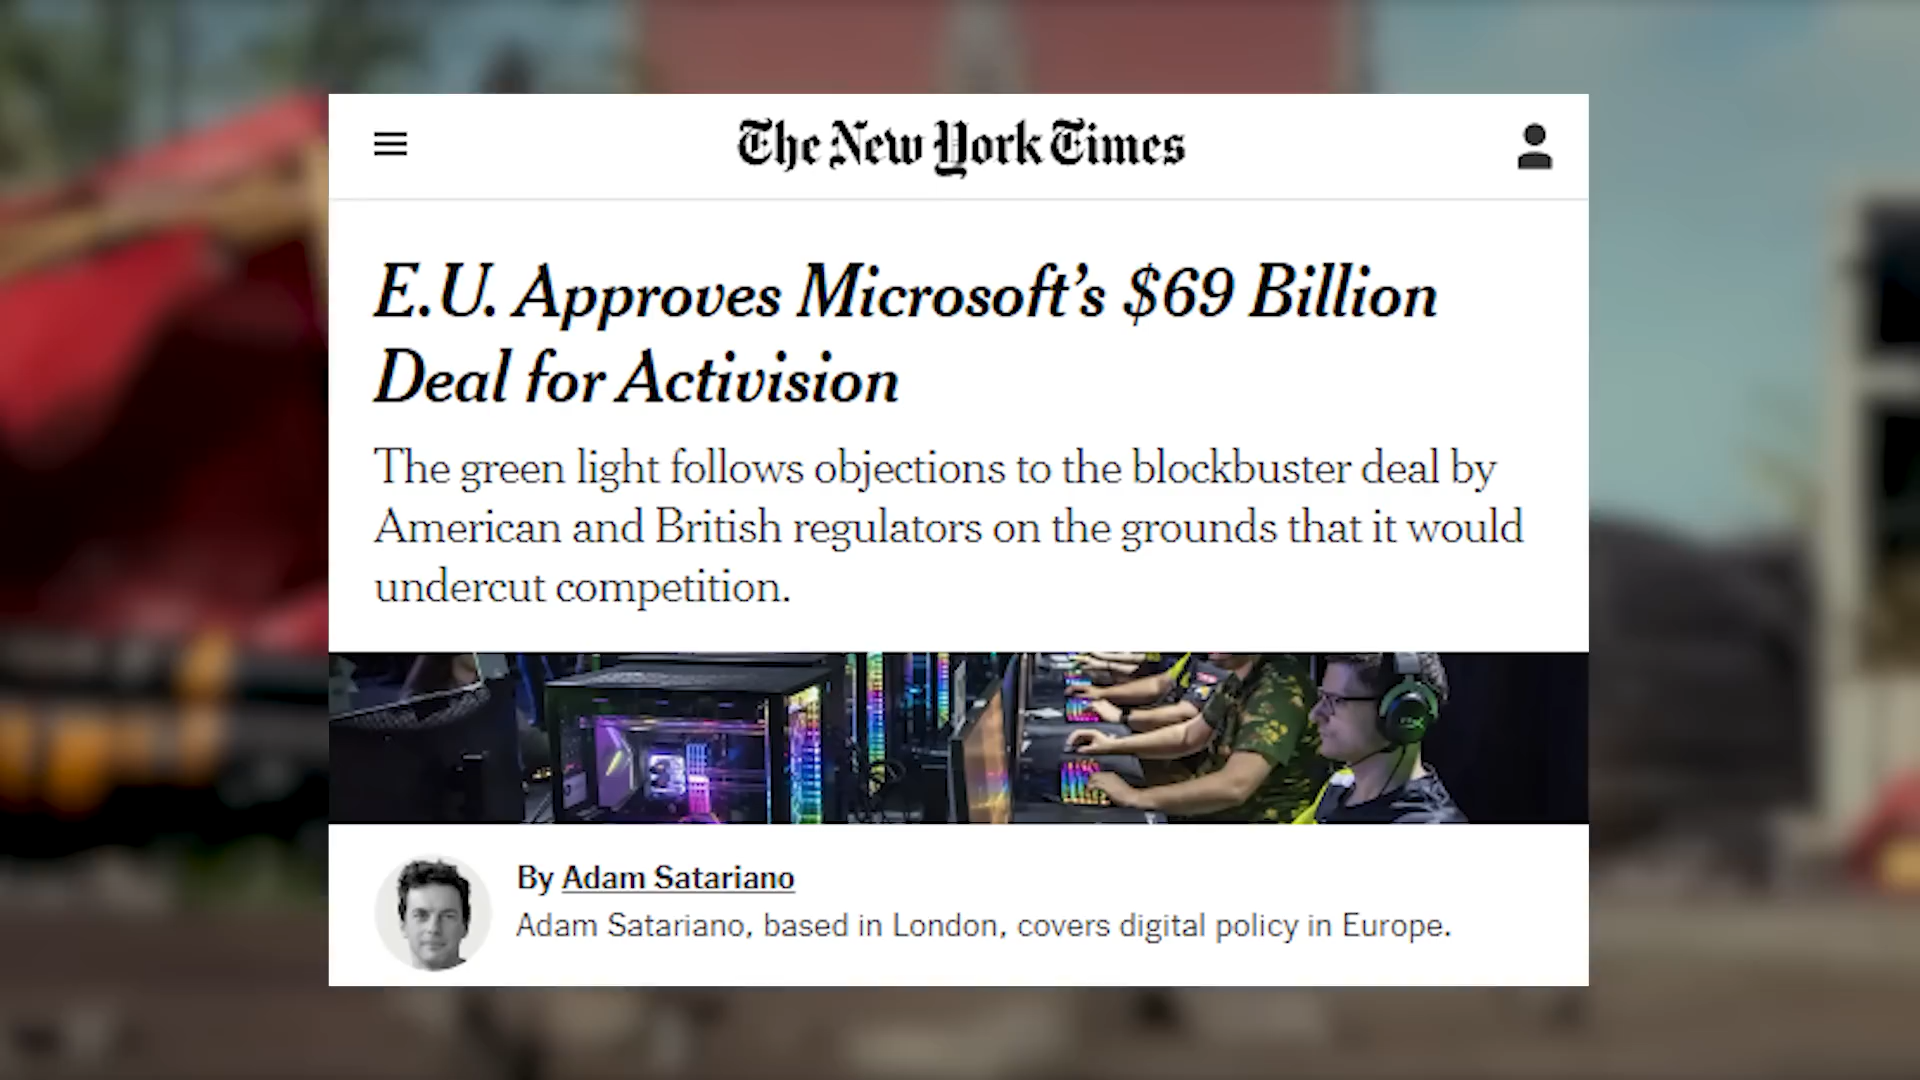 The New York Times
E.U. Approves Microsoft's $69 Billion
Deal for Activision
The green light follows objections to the blockbuster deal by
American and British regulators on the grounds that it would
undercut competition.
By Adam Satariano
Adam Satariano, based in London, covers digital policy in Europe.